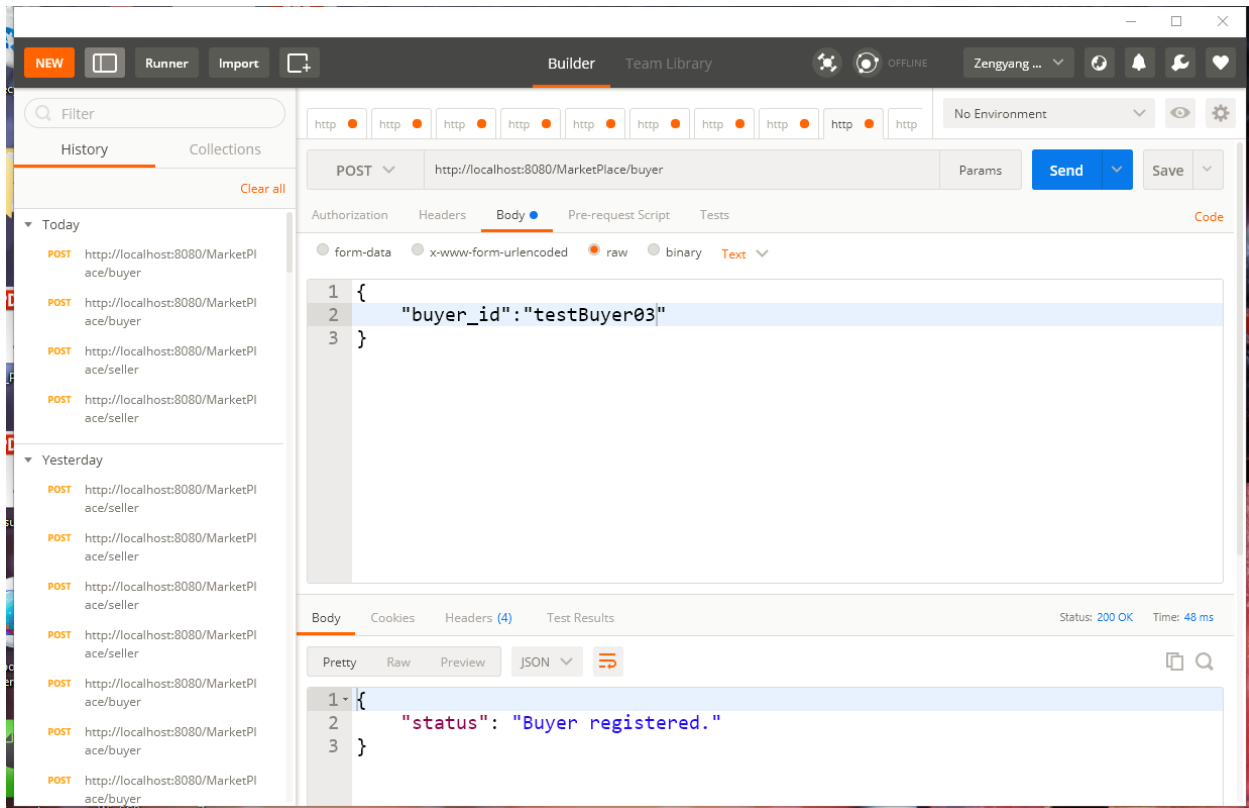 NEW Runner Import Builder Team Library OFFLINE Zengyang ...
Filter
History Collections
Clear all
Today
POST http://localhost:8080/MarketPl
ace/buyer
POST http://localhost:8080/MarketPl
ace/buyer
POST http://localhost:8080/MarketPl
ace/seller
POST http://localhost:8080/MarketPl
ace/seller
Yesterday
POST http://localhost:8080/MarketPl
ace/seller
POST http://localhost:8080/MarketPl
ace/seller
POST http://localhost:8080/MarketPl
ace/seller
POST http://localhost:8080/MarketPl
ace/seller
POST http://localhost:8080/MarketPl
ace/buyer
POST http://localhost:8080/MarketPl
ace/buyer
POST http://localhost:8080/MarketPl
ace/buyer
http http http http http http http http http http
No Environment
POST http://localhost:8080/MarketPlace/buyer Params Send Save
Authorization Headers Body Pre-request Script Tests Code
form-data x-www-form-urlencoded raw binary Text
1 {
2 "buyer_id":"testBuyer03"
3 }
Body Cookies Headers (4) Test Results Status: 200 OK Time: 48 ms
Pretty Raw Preview JSON
1 {
2 "status": "Buyer registered."
3 }